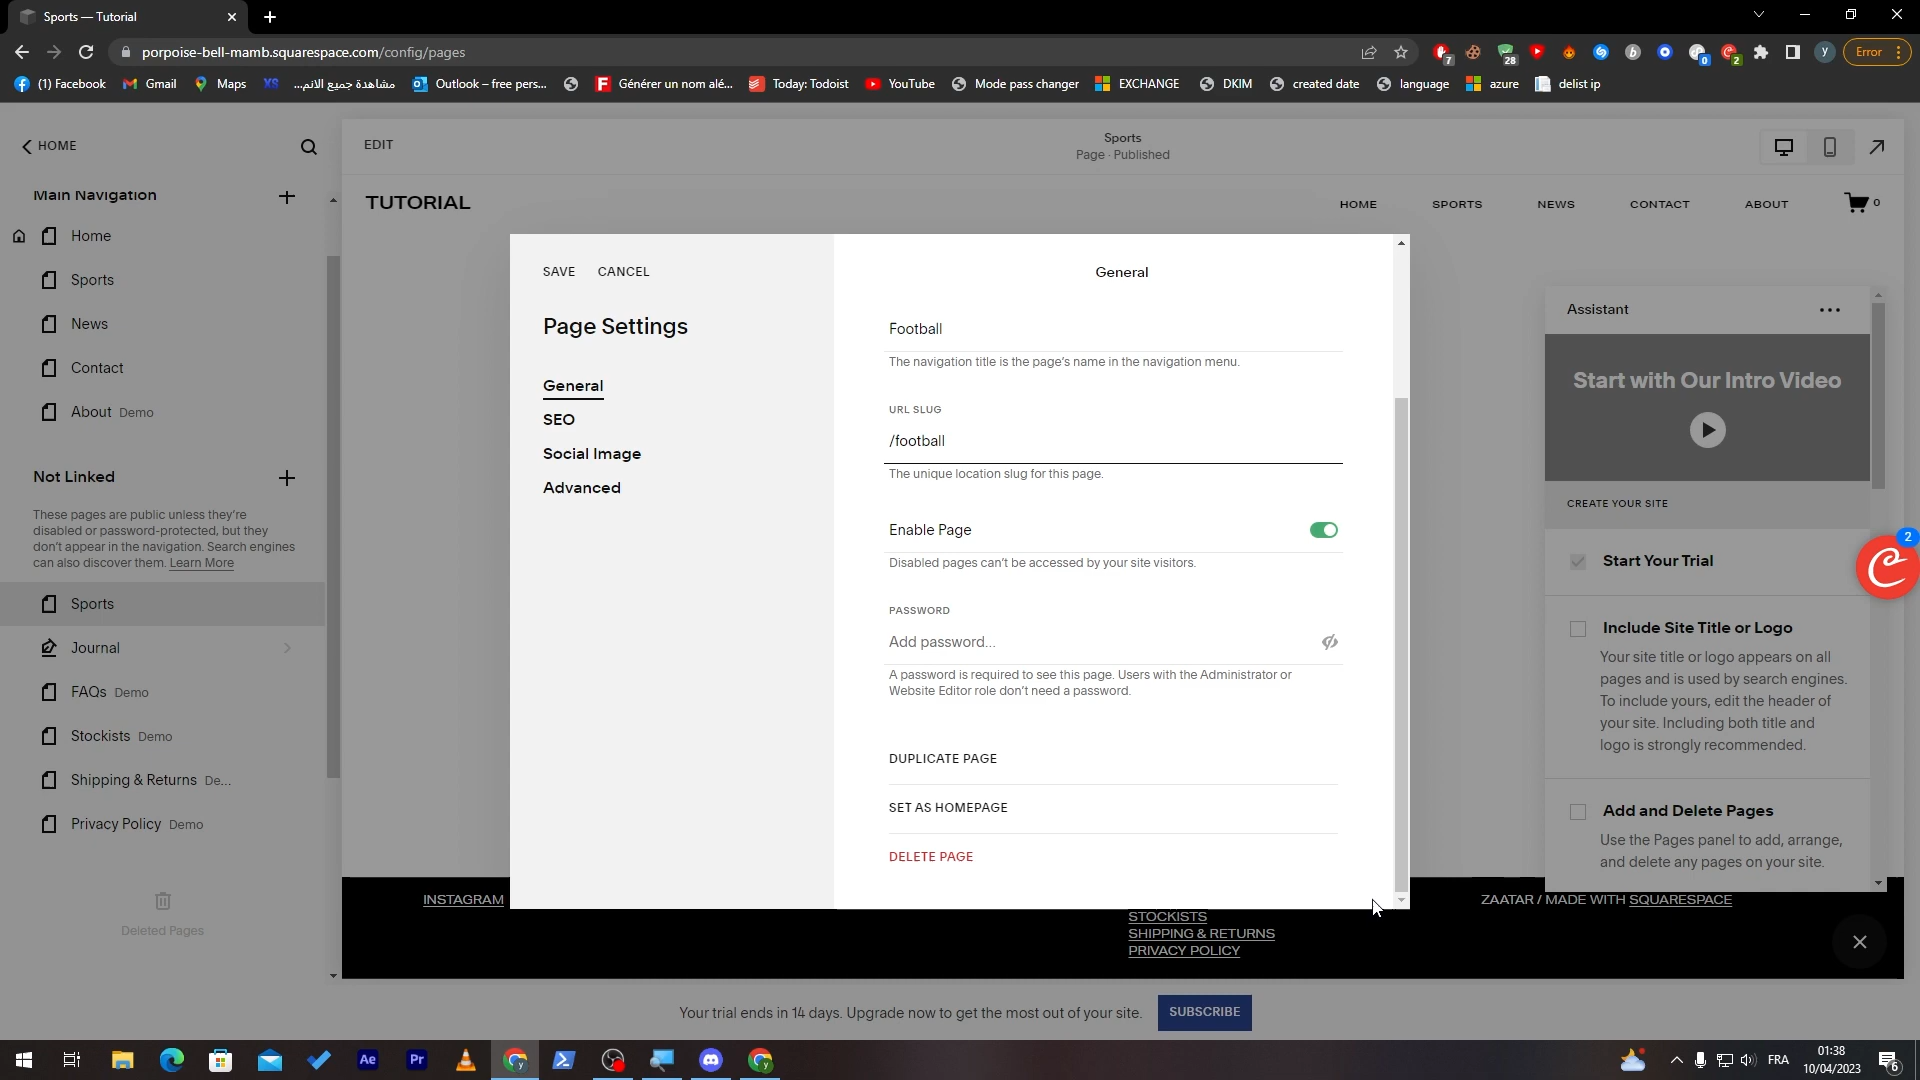 Sports — Tutorial
porpoise-bell-mamb.squarespace.com/config/pages
7
28
0
2
y
Error
(1) Facebook
Gmail
Maps
XS
مشاهدة جميع الانم...
Outlook – free pers...
Générer un nom alé...
Today: Todoist
YouTube
Mode pass changer
EXCHANGE
DKIM
created date
language
azure
delist ip
HOME
EDIT
Sports
Page · Published
Main Navigation
Home
Sports
News
Contact
About Demo
Not Linked
These pages are public unless they're
disabled or password-protected, but they
don't appear in the navigation. Search engines
can also discover them. Learn More
Sports
Journal
FAQs Demo
Stockists Demo
Shipping & Returns De...
Privacy Policy Demo
Deleted Pages
TUTORIAL
HOME
SPORTS
NEWS
CONTACT
ABOUT
0
SAVE
CANCEL
Page Settings
General
SEO
Social Image
Advanced
General
Football
The navigation title is the page's name in the navigation menu.
URL SLUG
/football
The unique location slug for this page.
Enable Page
Disabled pages can't be accessed by your site visitors.
PASSWORD
Add password...
A password is required to see this page. Users with the Administrator or
Website Editor role don't need a password.
DUPLICATE PAGE
SET AS HOMEPAGE
DELETE PAGE
Assistant
Start with Our Intro Video
CREATE YOUR SITE
Start Your Trial
2
Include Site Title or Logo
Your site title or logo appears on all
pages and is used by search engines.
To include yours, edit the header of
your site. Including both title and
logo is strongly recommended.
Add and Delete Pages
Use the Pages panel to add, arrange,
and delete any pages on your site.
INSTAGRAM
STOCKISTS
SHIPPING & RETURNS
PRIVACY POLICY
ZAATAR / MADE WITH SQUARESPACE
Your trial ends in 14 days. Upgrade now to get the most out of your site.
SUBSCRIBE
Ae
Pr
FRA
01:38
10/04/2023
6